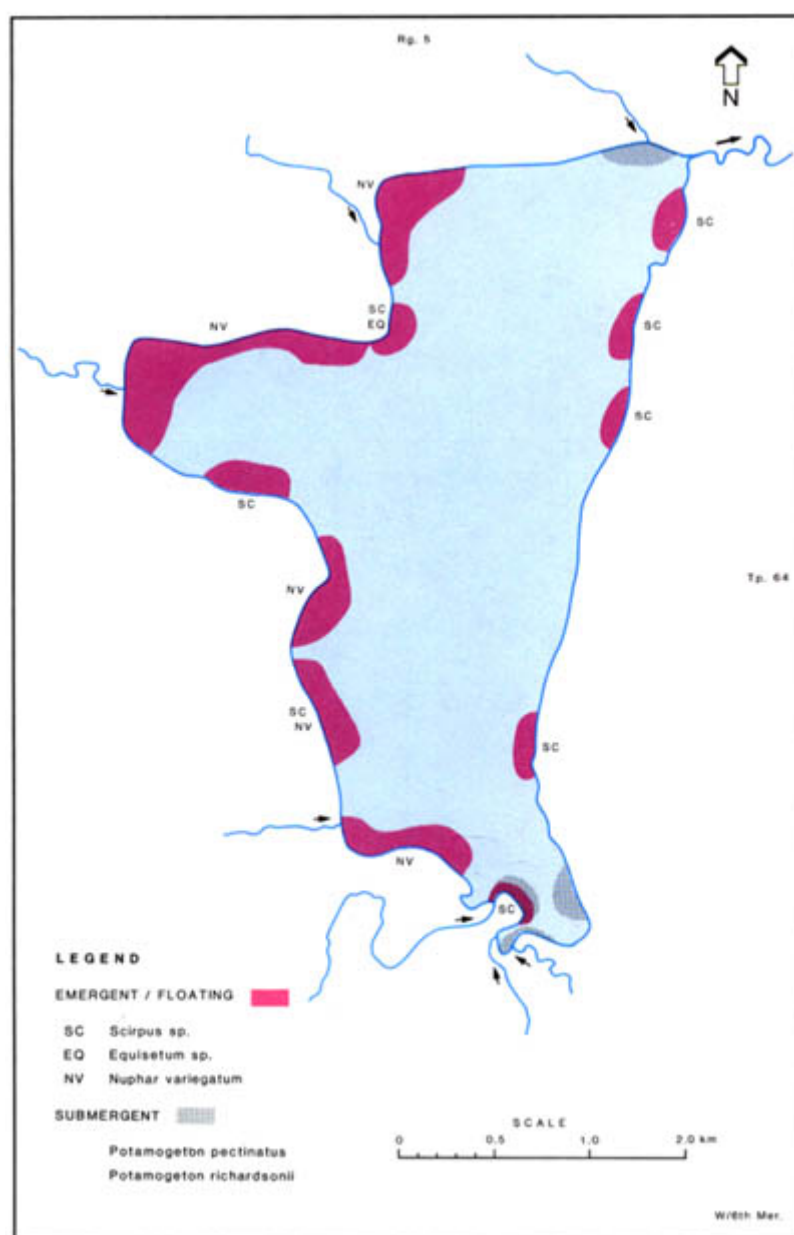 Rg. 5
N
NV
SC
SC
EQ
NV
SC
SC
SC
NV
Tp. 64
SC
NV
SC
NV
SC
LEGEND
EMERGENT / FLOATING
SC Scirpus sp.
EQ Equisetum sp.
NV Nuphar variegatum
SUBMERGENT
Potamogeton pectinatus
Potamogeton richardsonii
SCALE
0 0.5 1.0 2.0 km
W/6th Mer.